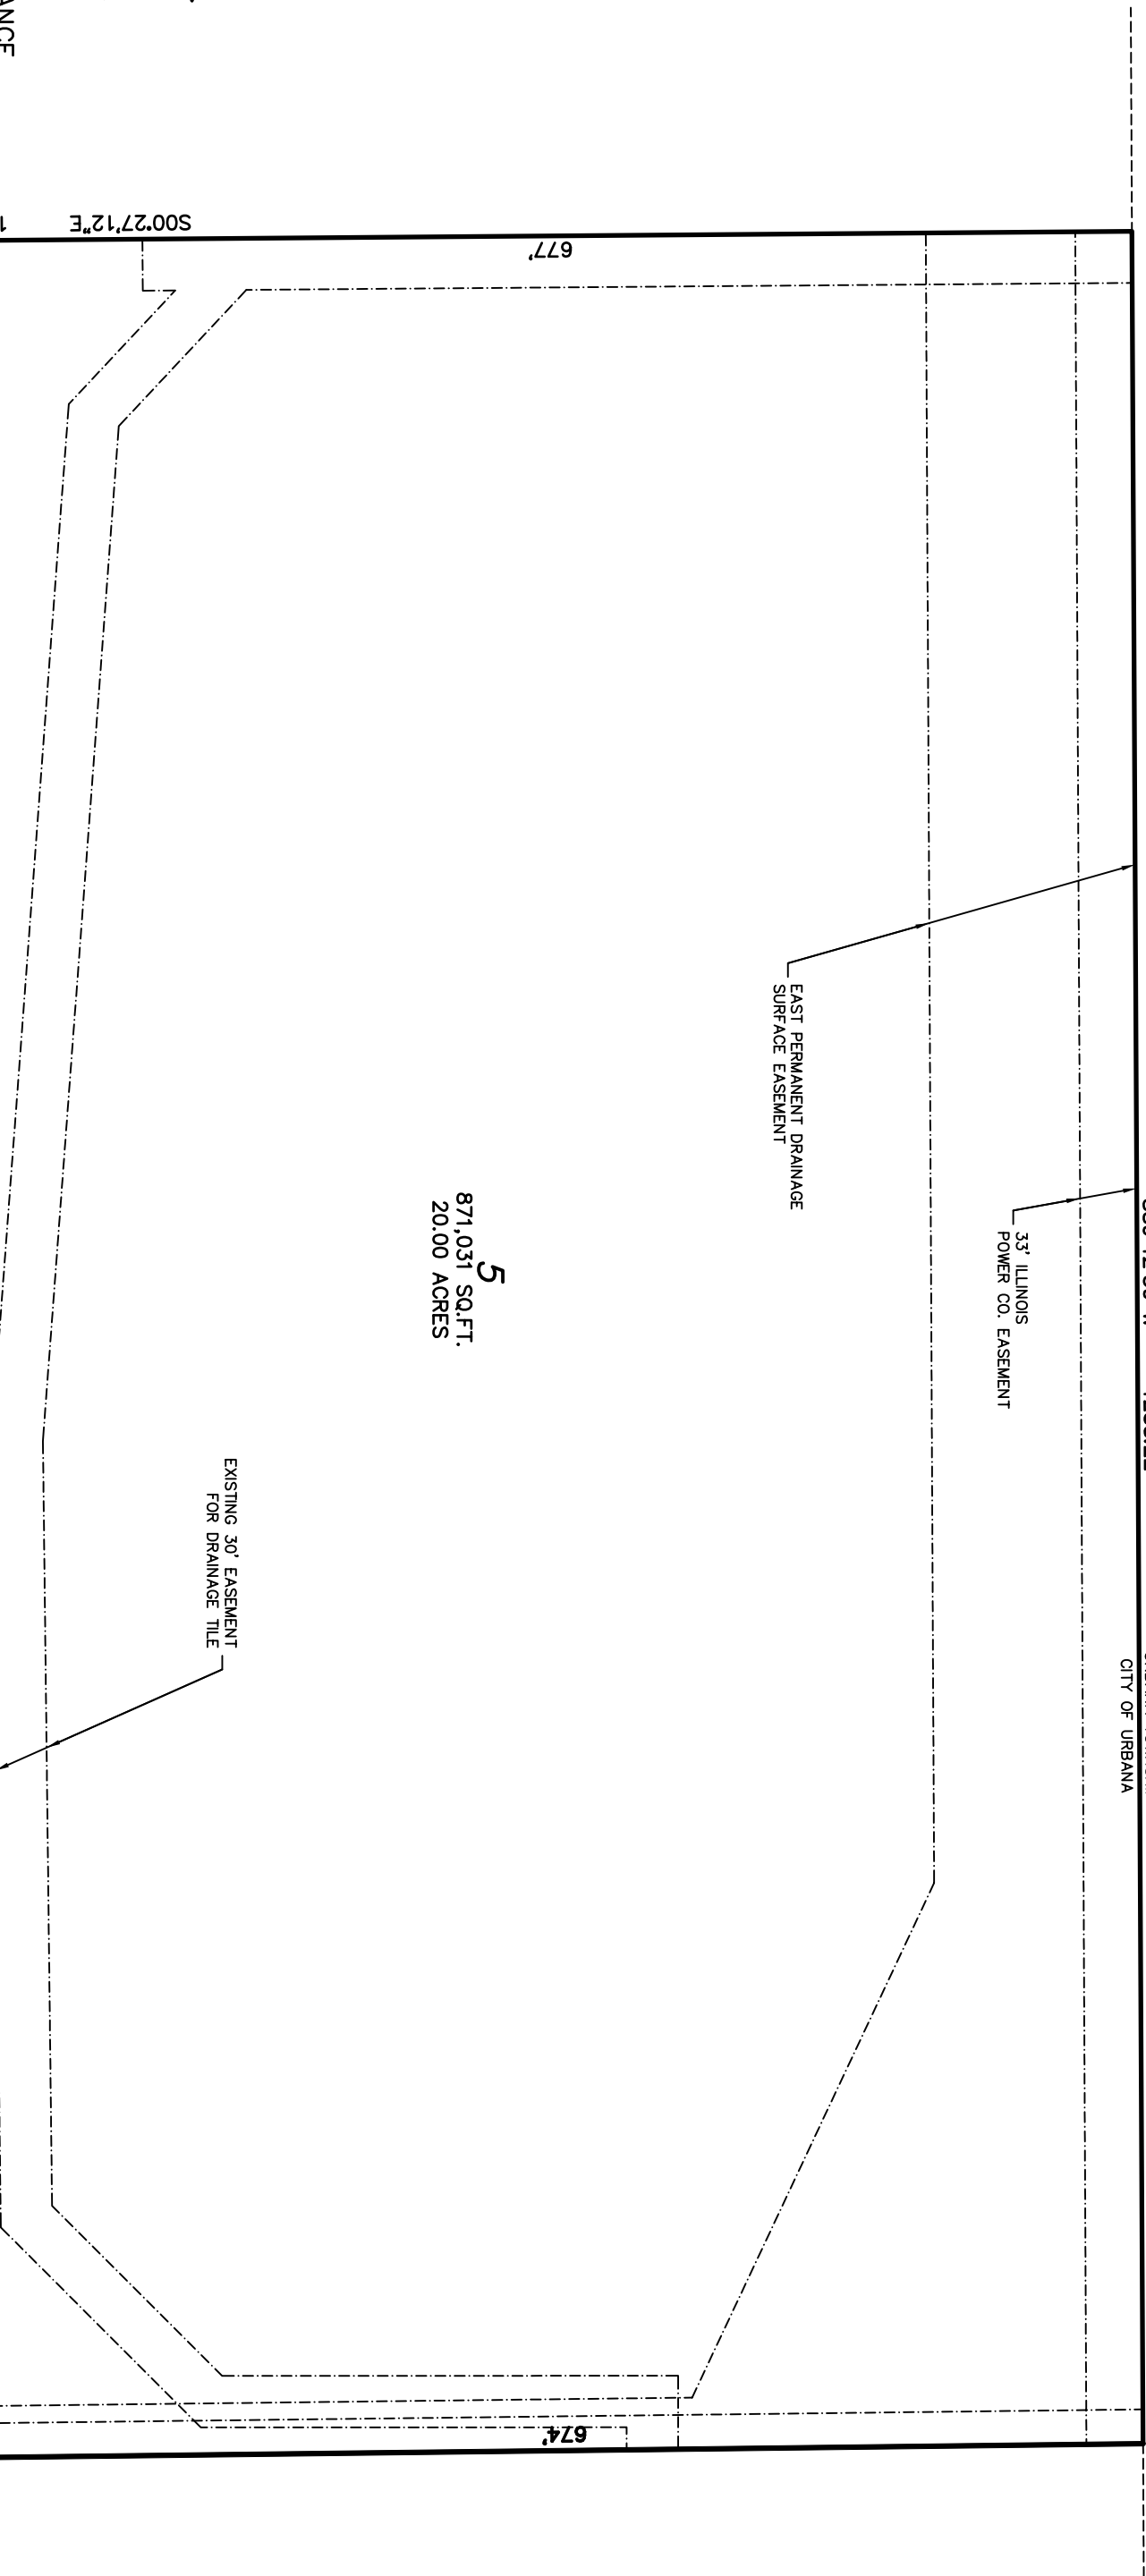 S00°27'12"E
677'
EAST PERMANENT DRAINAGE
SURFACE EASEMENT
33' ILLINOIS
POWER CO. EASEMENT
CITY OF URBANA
5
871,031 SQ.FT.
20.00 ACRES
EXISTING 30' EASEMENT
FOR DRAINAGE TILE
674'